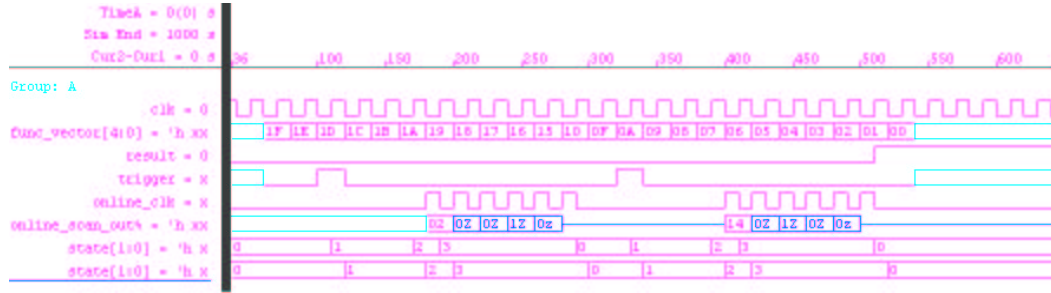 TimeA = 0(0) s
Sim End = 1000 s
Cur2-Cur1 = 0 s
100 150 200 250 300 350 400 450 500 550 600
Group: A
clk = 0
func_vector[4:0] = 'h xx 1F 1E 1D 1C 1B 1A 19 18 17 16 15 10 0F 0A 09 08 07 06 05 04 03 02 01 00
result = 0
trigger = x
online_clk = x
online_scan_out% = 'h xx 0Z 0Z 0Z 1Z 0z 14 0Z 1Z 0Z 0z
state[1:0] = 'h x 0 1 2 3 0 1 2 3 0
state[1:0] = 'h x 0 1 2 3 0 1 2 3 0